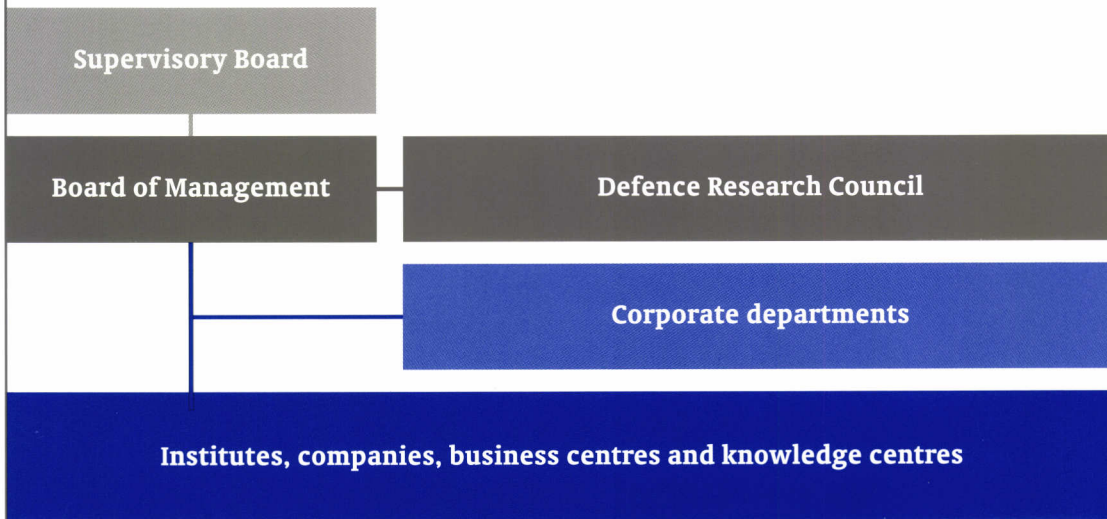 Supervisory Board
Board of Management
Defence Research Council
Corporate departments
Institutes, companies, business centres and knowledge centres